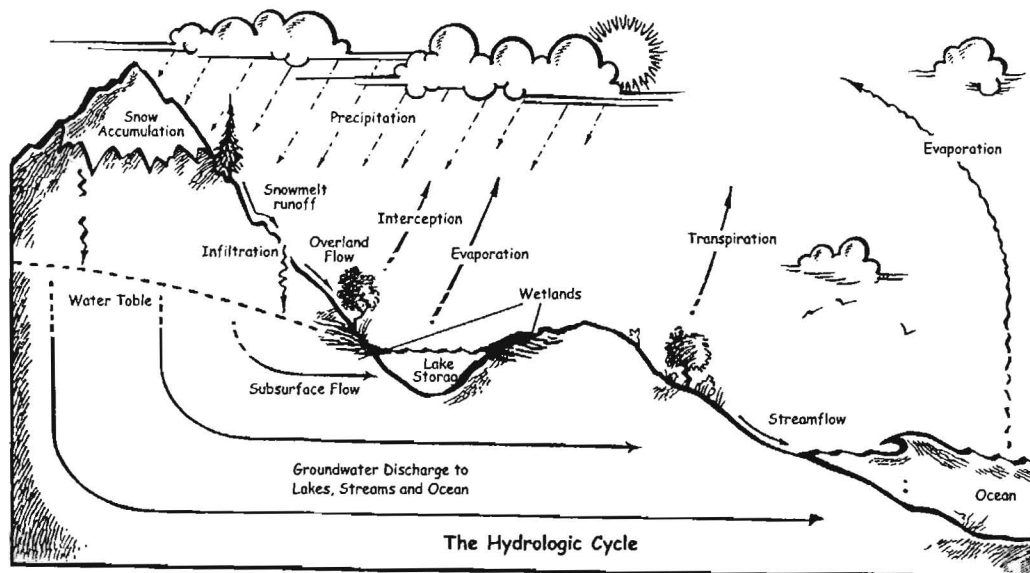 Precipitation
Snow
Accumulation
Evaporation
Snowmelt
runoff
Interception
Infiltration
Overland
Flow
Evaporation
Transpiration
Water Toble
Wetlands
Lake
Storag
Subsurface Flow
Streamflow
Groundwater Discharge to
Lakes, Streams and Ocean
Ocean
The Hydrologic Cycle